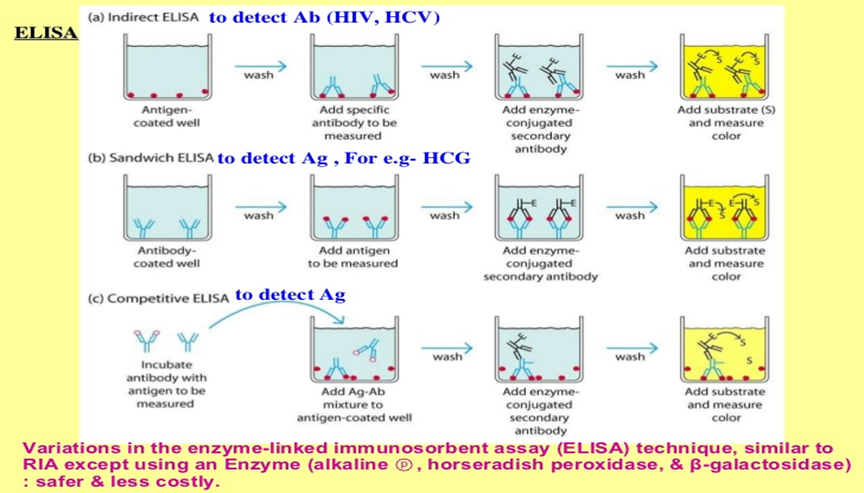 (a) Indirect ELISA to detect Ab (HIV, HCV)
ELISA
wash
wash
wash
E
E
E
S
E
S
Antigen-
coated well
Add specific
antibody to be
measured
Add enzyme-
conjugated
secondary
antibody
Add substrate (S)
and measure
color
(b) Sandwich ELISA to detect Ag , For e.g- HCG
wash
wash
wash
E
E
E
S
E
S
Antibody-
coated well
Add antigen
to be measured
Add enzyme-
conjugated
secondary antibody
Add substrate
and measure
color
(c) Competitive ELISA to detect Ag
Incubate
antibody with
antigen to be
measured
wash
wash
E
E
S
S
Add Ag-Ab
mixture to
antigen-coated well
Add enzyme-
conjugated
secondary
antibody
Add substrate
and measure
color
Variations in the enzyme-linked immunosorbent assay (ELISA) technique, similar to
RIA except using an Enzyme (alkaline ⓟ, horseradish peroxidase, & β-galactosidase)
: safer & less costly.